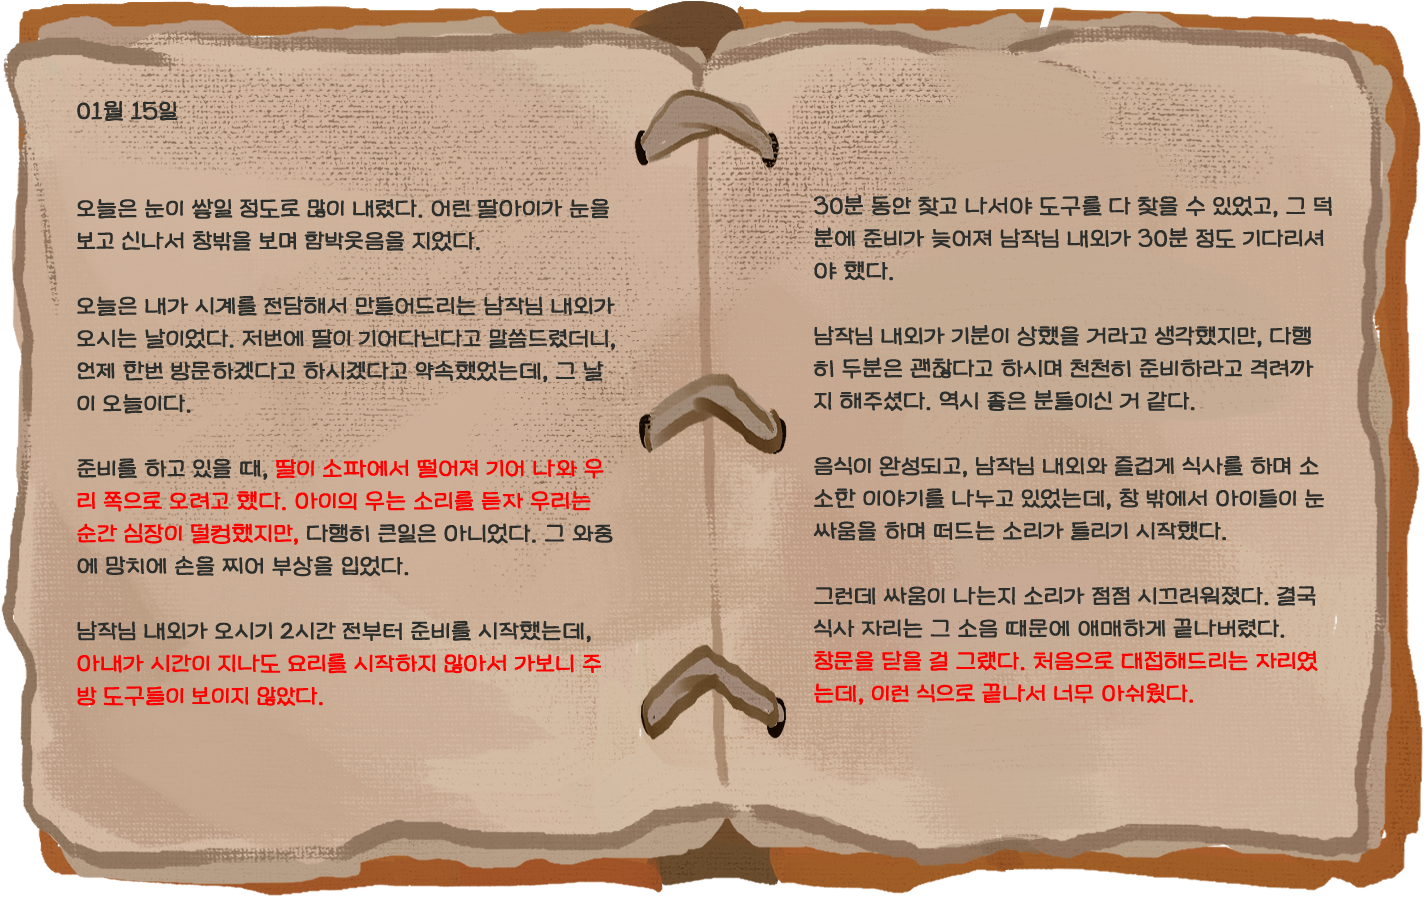 01월 15일
오늘은 눈이 쌓일 정도로 많이 내렸다. 어린 딸아이가 눈을
보고 신나서 창밖을 보며 함박웃음을 지었다.
오늘은 내가 시계를 전담해서 만들어드리는 남작님 내외가
오시는 날이었다. 저번에 딸이 기어다닌다고 말씀드렸더니,
언제 한번 방문하겠다고 하시겠다고 약속했었는데, 그 날
이 오늘이다.
준비를 하고 있을 때, 딸이 소파에서 떨어져 기어 나와 우
리 쪽으로 오려고 했다. 아이의 우는 소리를 듣자 우리는
순간 심장이 덜컹했지만, 다행히 큰일은 아니었다. 그 와중
에 망치에 손을 찌어 부상을 입었다.
남작님 내외가 오시기 2시간 전부터 준비를 시작했는데,
아내가 시간이 지나도 요리를 시작하지 않아서 가보니 주
방 도구들이 보이지 않았다.
30분 동안 찾고 나서야 도구를 다 찾을 수 있었고, 그 덕
분에 준비가 늦어져 남작님 내외가 30분 정도 기다리셔
야 했다.
남작님 내외가 기분이 상했을 거라고 생각했지만, 다행
히 두분은 괜찮다고 하시며 천천히 준비하라고 격려까
지 해주셨다. 역시 좋은 분들이신 거 같다.
음식이 완성되고, 남작님 내외와 즐겁게 식사를 하며 소
소한 이야기를 나누고 있었는데, 창 밖에서 아이들이 눈
싸움을 하며 떠드는 소리가 들리기 시작했다.
그런데 싸움이 나는지 소리가 점점 시끄러워졌다. 결국
식사 자리는 그 소음 때문에 애매하게 끝나버렸다.
창문을 닫을 걸 그랬다. 처음으로 대접해드리는 자리였
는데, 이런 식으로 끝나서 너무 아쉬웠다.